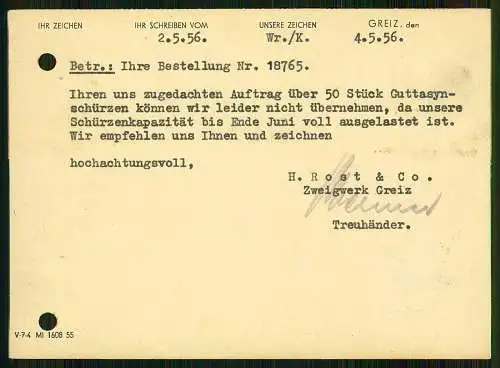 IHR ZEICHEN IHR SCHREIBEN VOM UNSERE ZEICHEN GREIZ, den
2.5.56. Wr./K. 4.5.56.
Betr.: Ihre Bestellung Nr. 18765.
Ihren uns zugedachten Auftrag über 50 Stück Guttasyn-
schürzen können wir leider nicht übernehmen, da unsere
Schürzenkapazität bis Ende Juni voll ausgelastet ist.
Wir empfehlen uns Ihnen und zeichnen
hochachtungsvoll,
H. Rost & Co.
Zweigwerk Greiz
Treuhänder.
V-7-4 MI 1608 55